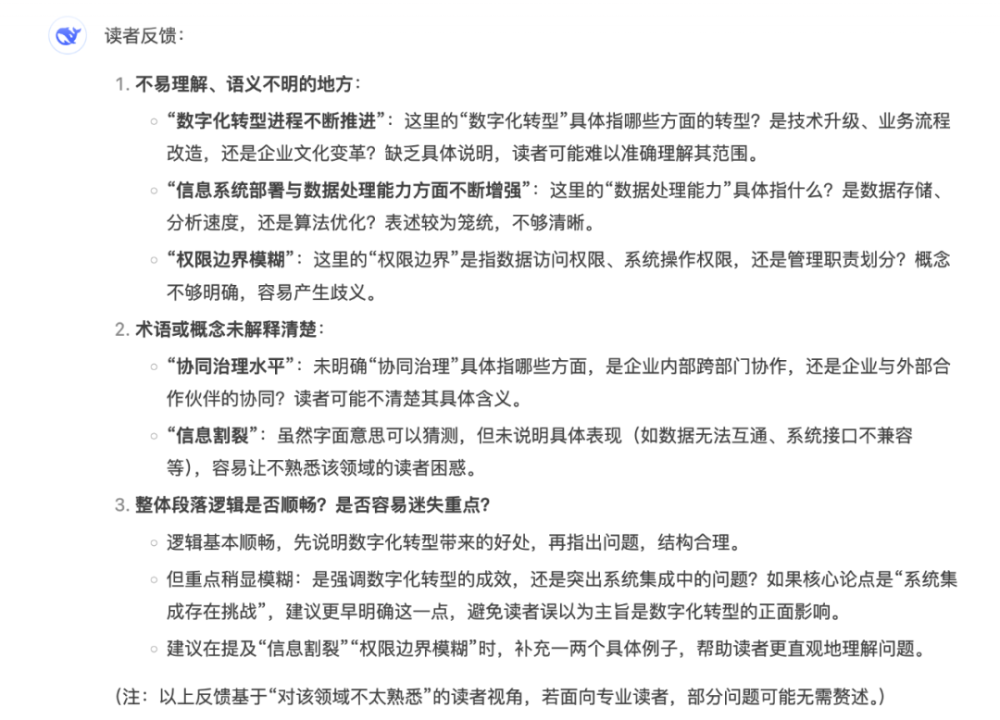 读者反馈：
1. 不易理解、语义不明的地方：
“数字化转型进程不断推进”：这里的“数字化转型”具体指哪些方面的转型？是技术升级、业务流程
改造，还是企业文化变革？缺乏具体说明，读者可能难以准确理解其范围。
“信息系统部署与数据处理能力方面不断增强”：这里的“数据处理能力”具体指什么？是数据存储、
分析速度，还是算法优化？表述较为笼统，不够清晰。
“权限边界模糊”：这里的“权限边界”是指数据访问权限、系统操作权限，还是管理职责划分？概念
不够明确，容易产生歧义。
2. 术语或概念未解释清楚：
“协同治理水平”：未明确“协同治理”具体指哪些方面，是企业内部跨部门协作，还是企业与外部合
作伙伴的协同？读者可能不清楚其具体含义。
“信息割裂”：虽然字面意思可以猜测，但未说明具体表现（如数据无法互通、系统接口不兼容
等），容易让不熟悉该领域的读者困惑。
3. 整体段落逻辑是否顺畅？是否容易迷失重点？
逻辑基本顺畅，先说明数字化转型带来的好处，再指出问题，结构合理。
但重点稍显模糊：是强调数字化转型的成效，还是突出系统集成中的问题？如果核心论点是“系统集
成存在挑战”，建议更早明确这一点，避免读者误以为主旨是数字化转型的正面影响。
建议在提及“信息割裂”“权限边界模糊”时，补充一两个具体例子，帮助读者更直观地理解问题。
（注：以上反馈基于“对该领域不太熟悉”的读者视角，若面向专业读者，部分问题可能无需赘述。）